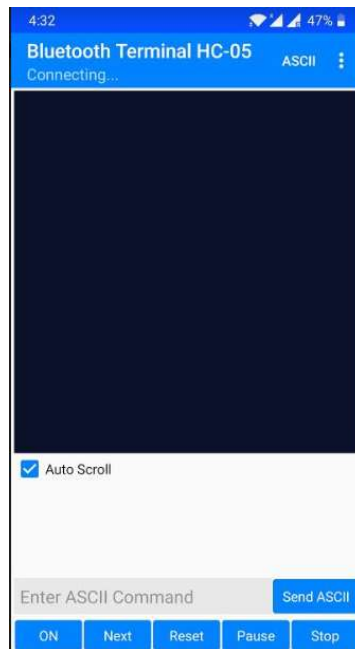 4:32 47%
Bluetooth Terminal HC-05
Connecting...
ASCII
Auto Scroll
Enter ASCII Command
Send ASCII
ON Next Reset Pause Stop